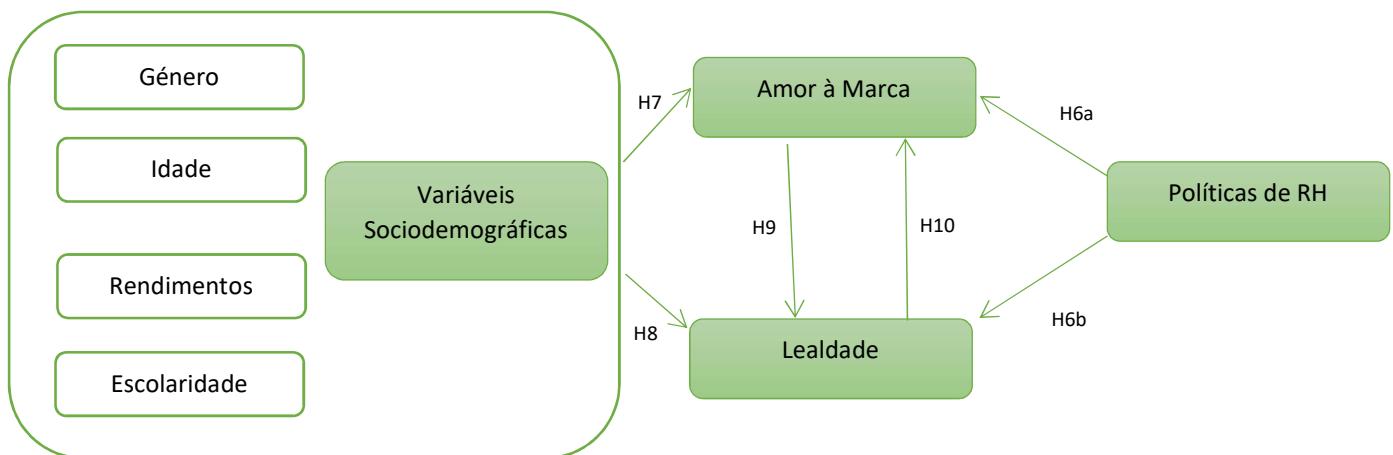 Género
Idade
Rendimentos
Escolaridade
Variáveis
Sociodemográficas
H7
H8
Amor à Marca
H9
H10
Lealdade
H6a
H6b
Políticas de RH